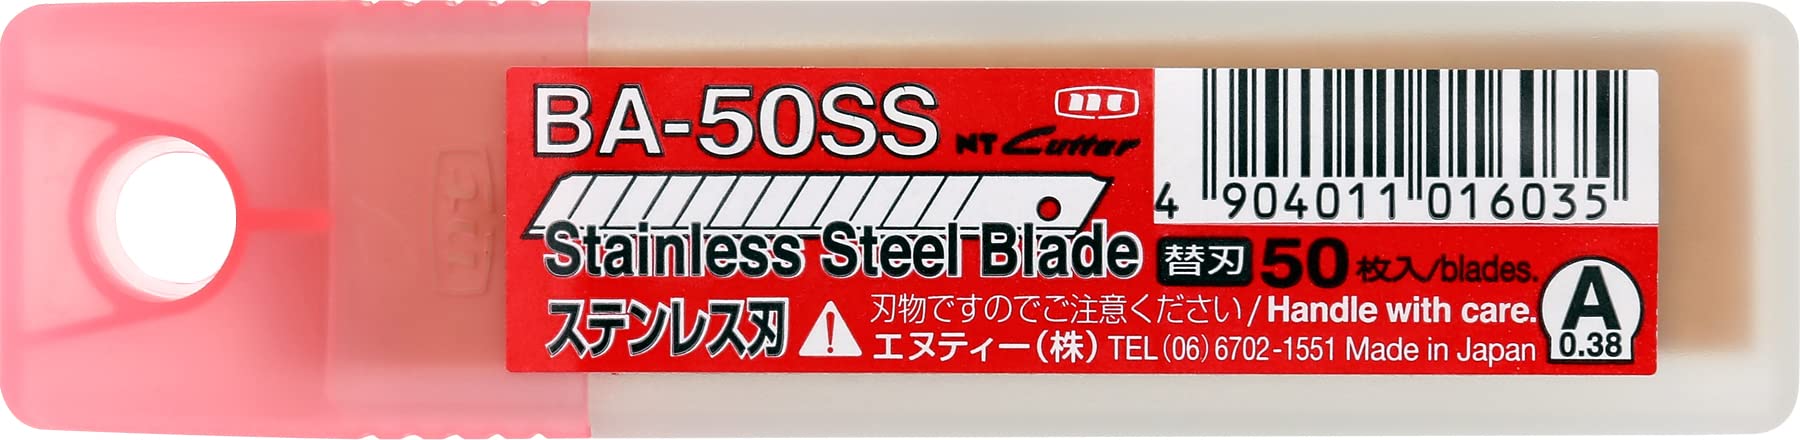 BA-50SS
NT Cutter
4 904011 016035
Stainless Steel Blade
替刃 50枚入/blades.
ステンレス刃
刃物ですのでご注意ください/Handle with care.
エヌティー(株) TEL(06)6702-1551 Made in Japan
A
0.38